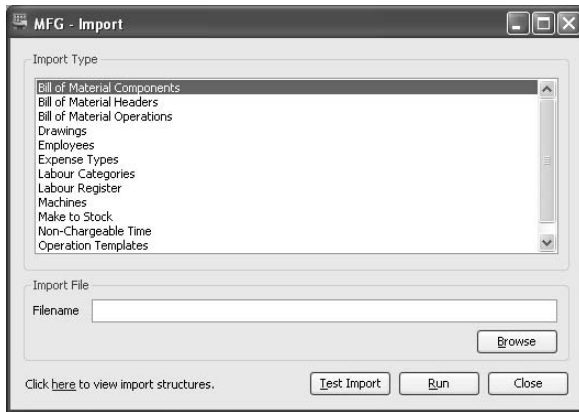 MFG - Import
Import Type
Bill of Material Components
Bill of Material Headers
Bill of Material Operations
Drawings
Employees
Expense Types
Labour Categories
Labour Register
Machines
Make to Stock
Non-Chargeable Time
Operation Templates
Import File
Filename
Browse
Click here to view import structures. Test Import Run Close